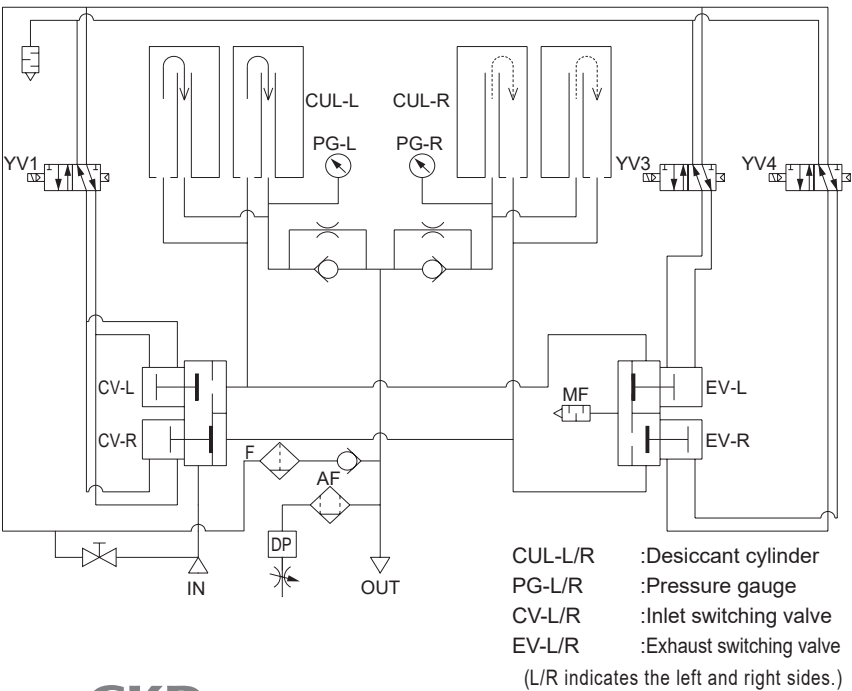 CUL-L
CUL-R
PG-L
PG-R
YV1
YV3
YV4
CV-L
CV-R
MF
EV-L
EV-R
F
AF
DP
IN
OUT
CUL-L/R :Desiccant cylinder
PG-L/R :Pressure gauge
CV-L/R :Inlet switching valve
EV-L/R :Exhaust switching valve
(L/R indicates the left and right sides.)